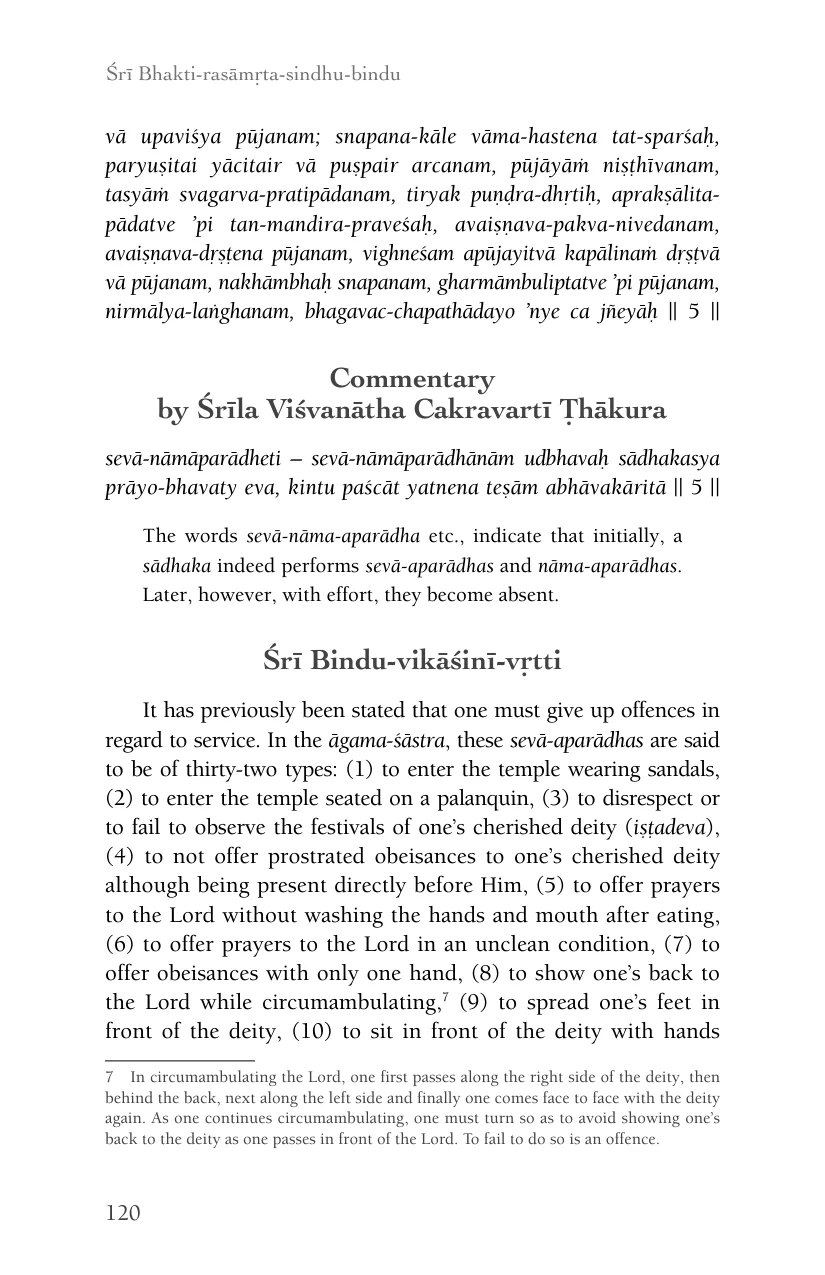 Śrī Bhakti-rasāmṛta-sindhu-bindu
vā upaviśya pūjanam; snapana-kāle vāma-hastena tat-sparśaḥ,
paryuṣitai yācitair vā puṣpair arcanam, pūjāyāṁ niṣṭhīvanam,
tasyāṁ svagarva-pratipādanam, tiryak puṇḍra-dhṛtiḥ, aprakṣālita-
pādatve ’pi tan-mandira-praveśaḥ, avaiṣṇava-pakva-nivedanam,
avaiṣṇava-dṛṣṭena pūjanam, vighneśam apūjayitvā kapālinaṁ dṛṣṭvā
vā pūjanam, nakhāmbhaḥ snapanam, gharmāmbuliptatve ’pi pūjanam,
nirmālya-laṅghanam, bhagavac-chapathādayo ’nye ca jñeyāḥ || 5 ||
Commentary
by Śrīla Viśvanātha Cakravartī Ṭhākura
sevā-nāmāparādheti – sevā-nāmāparādhānām udbhavaḥ sādhakasya
prāyo-bhavaty eva, kintu paścāt yatnena teṣām abhāvakāritā || 5 ||
The words sevā-nāma-aparādha etc., indicate that initially, a
sādhaka indeed performs sevā-aparādhas and nāma-aparādhas.
Later, however, with effort, they become absent.
Śrī Bindu-vikāśinī-vṛtti
It has previously been stated that one must give up offences in
regard to service. In the āgama-śāstra, these sevā-aparādhas are said
to be of thirty-two types: (1) to enter the temple wearing sandals,
(2) to enter the temple seated on a palanquin, (3) to disrespect or
to fail to observe the festivals of one’s cherished deity (iṣṭadeva),
(4) to not offer prostrated obeisances to one’s cherished deity
although being present directly before Him, (5) to offer prayers
to the Lord without washing the hands and mouth after eating,
(6) to offer prayers to the Lord in an unclean condition, (7) to
offer obeisances with only one hand, (8) to show one’s back to
the Lord while circumambulating,7 (9) to spread one’s feet in
front of the deity, (10) to sit in front of the deity with hands
7 In circumambulating the Lord, one first passes along the right side of the deity, then
behind the back, next along the left side and finally one comes face to face with the deity
again. As one continues circumambulating, one must turn so as to avoid showing one’s
back to the deity as one passes in front of the Lord. To fail to do so is an offence.
120